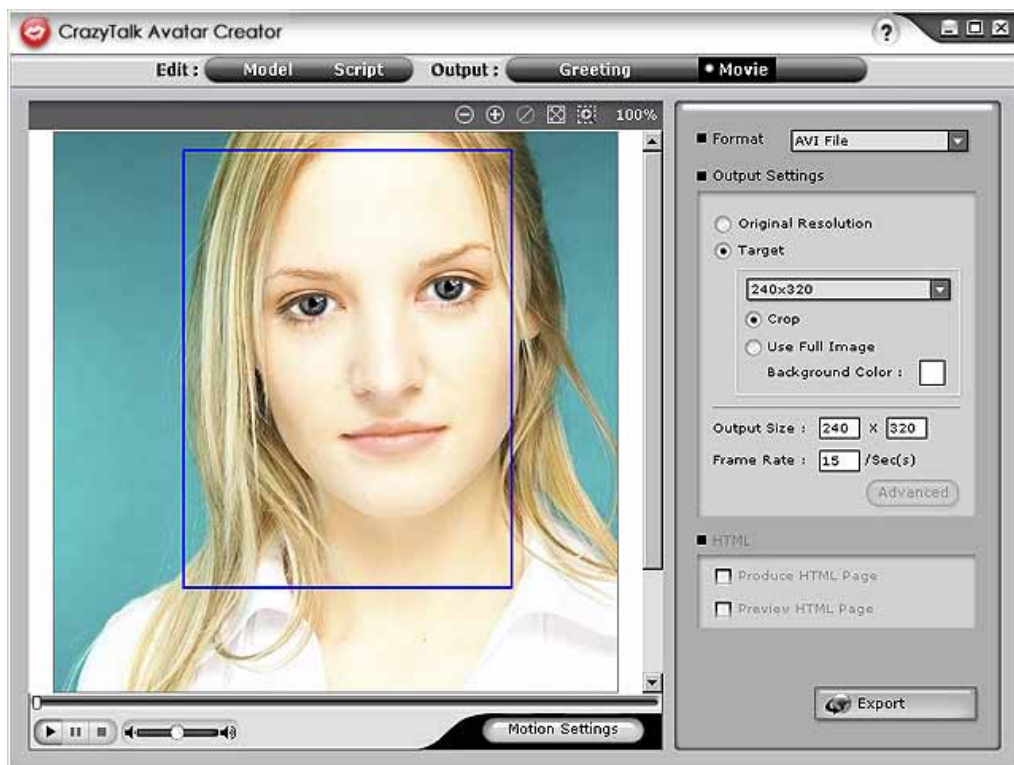 CrazyTalk Avatar Creator
?
Edit : Model Script Output : Greeting Movie
100%
Format AVI File
Output Settings
Original Resolution
Target
240x320
Crop
Use Full Image
Background Color :
Output Size : 240 X 320
Frame Rate : 15 /Sec(s)
Advanced
HTML
Produce HTML Page
Preview HTML Page
Export
Motion Settings